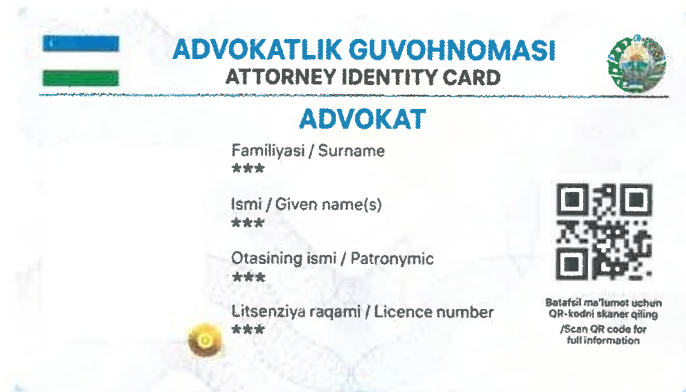 ADVOKATLIK GUVOHNOMASI
ATTORNEY IDENTITY CARD
ADVOKAT
Familiyasi / Surname
***
Ismi / Given name(s)
***
Otasining ismi / Patronymic
***
Litsenziya raqami / Licence number
***
Batafsil ma'lumot uchun
QR-kodni skaner qiling
/Scan QR code for
full information